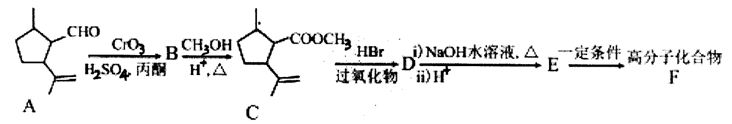 CHO
COOCH₃
CrO₃
H₂SO₄, 丙酮
B
CH₃OH
H⁺,△
HBr
过氧化物
D
i) NaOH水溶液,△
ii)H⁺
E
一定条件
高分子化合物
F
A
C